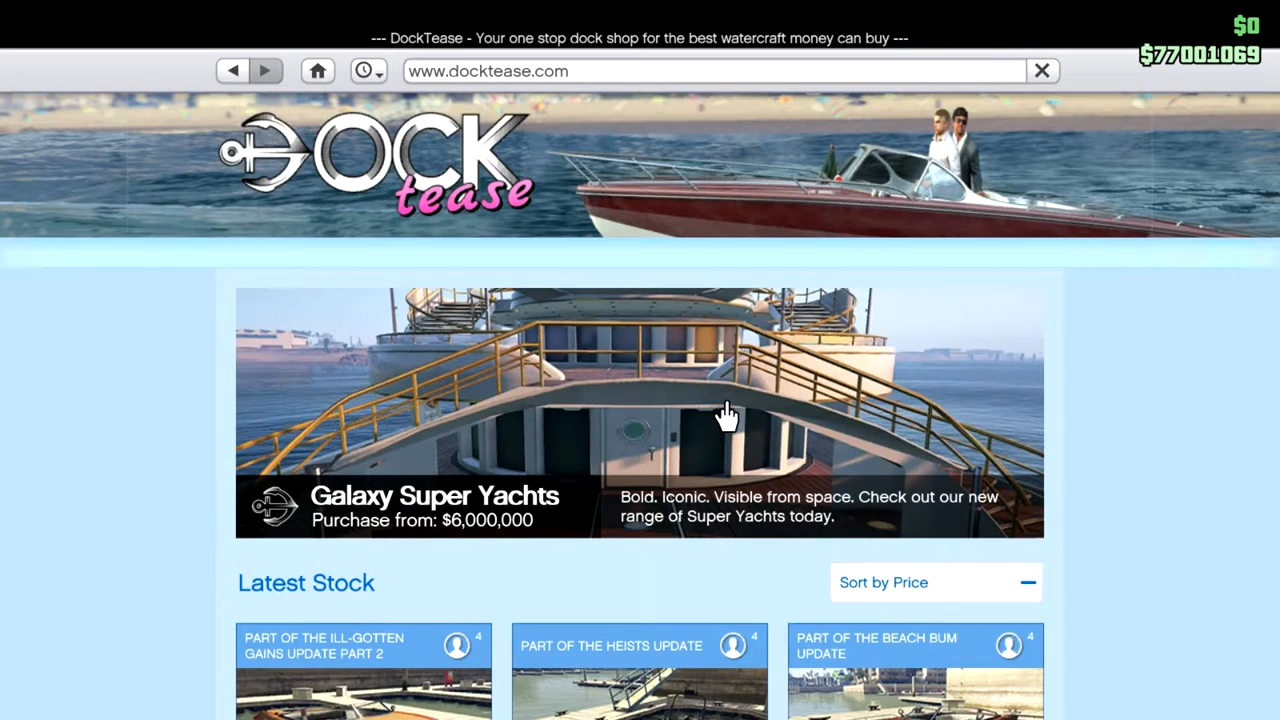 --- DockTease - Your one stop dock shop for the best watercraft money can buy ---
$0
$77001069
www.docktease.com
DOCK
tease
Galaxy Super Yachts
Purchase from: $6,000,000
Bold. Iconic. Visible from space. Check out our new
range of Super Yachts today.
Latest Stock
Sort by Price
PART OF THE ILL-GOTTEN
GAINS UPDATE PART 2
4
PART OF THE HEISTS UPDATE
4
PART OF THE BEACH BUM
UPDATE
4